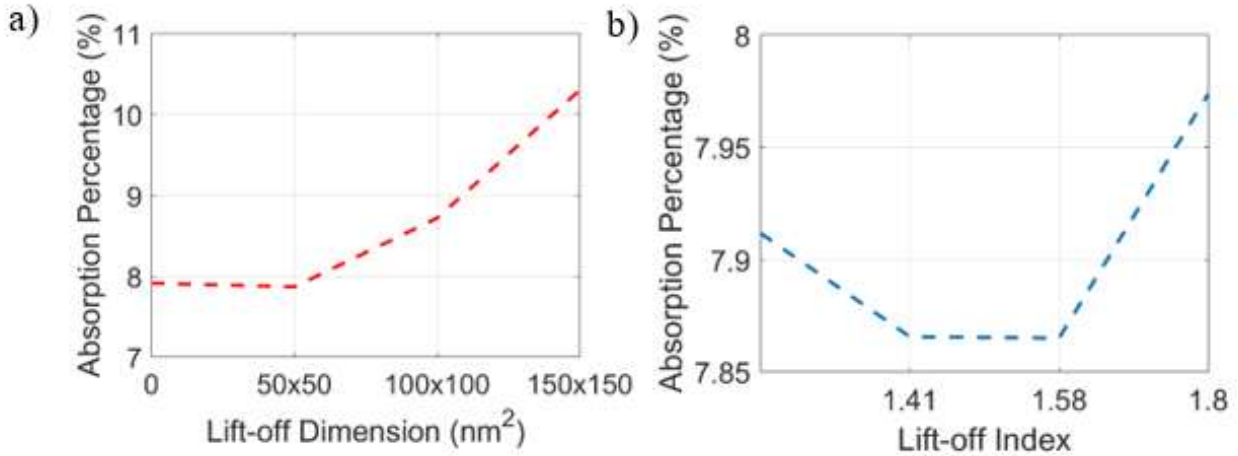 a)
Absorption Percentage (%)
11
10
9
8
7
0 50x50 100x100 150x150
Lift-off Dimension (nm²)
b)
Absorption Percentage (%)
8
7.95
7.9
7.85
1.41 1.58 1.8
Lift-off Index